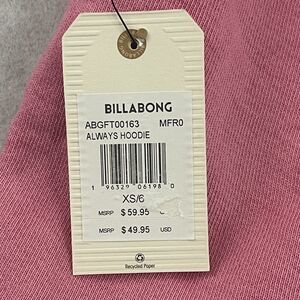 BILLABONG
ABGFT00163 MFR0
ALWAYS HOODIE
1 96329 06198 0
XS/6
MSRP $59.95
MSRP $49.95 USD
Recycled Paper